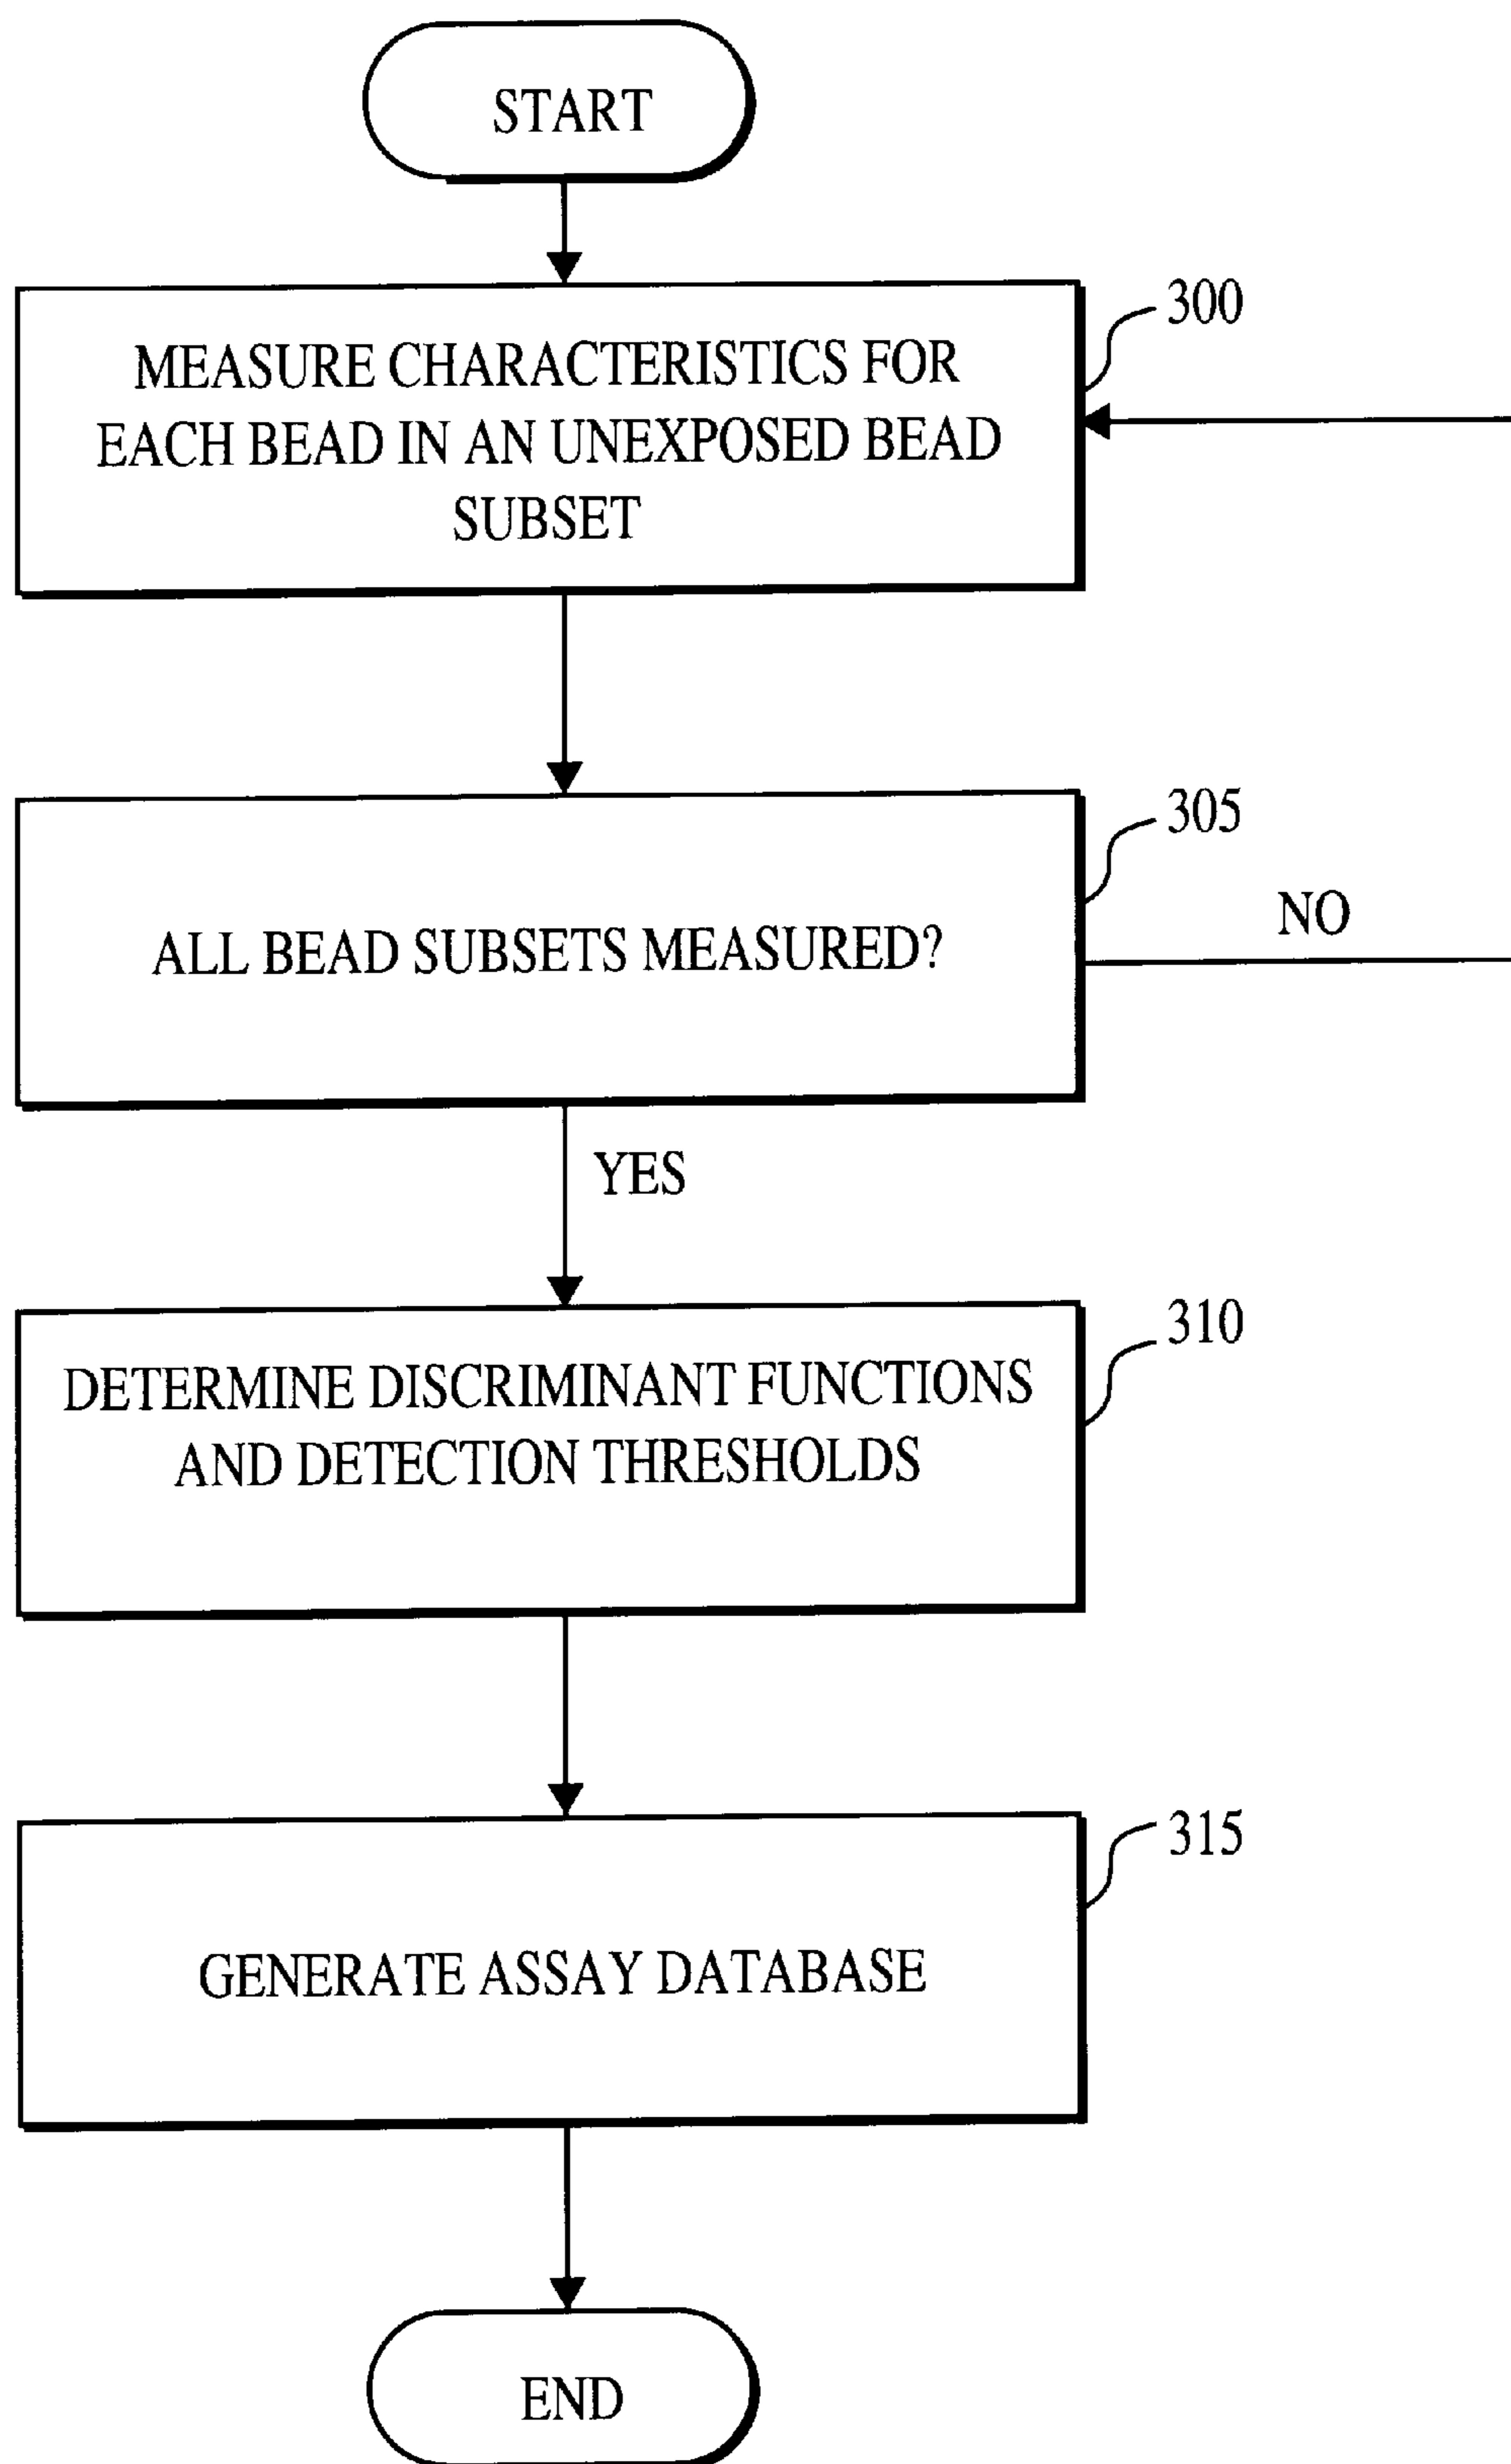 START
300
MEASURE CHARACTERISTICS FOR
EACH BEAD IN AN UNEXPOSED BEAD
SUBSET
305
ALL BEAD SUBSETS MEASURED?
NO
YES
310
DETERMINE DISCRIMINANT FUNCTIONS
AND DETECTION THRESHOLDS
315
GENERATE ASSAY DATABASE
END